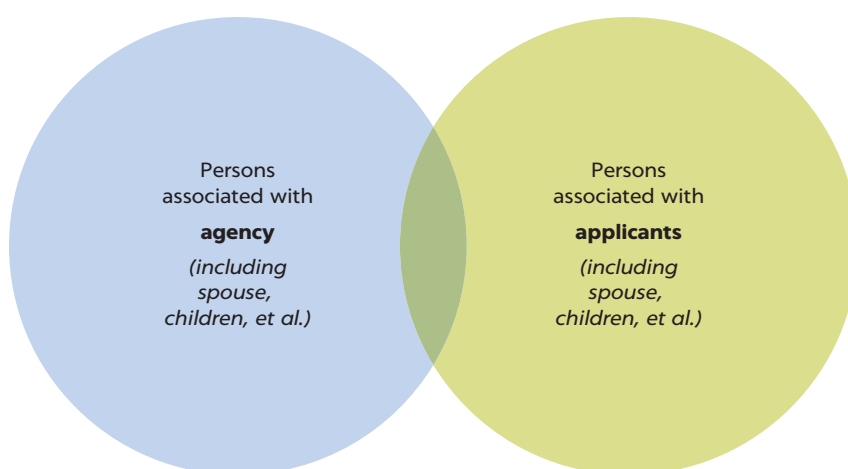 Persons
associated with
agency
(including
spouse,
children, et al.)
Persons
associated with
applicants
(including
spouse,
children, et al.)